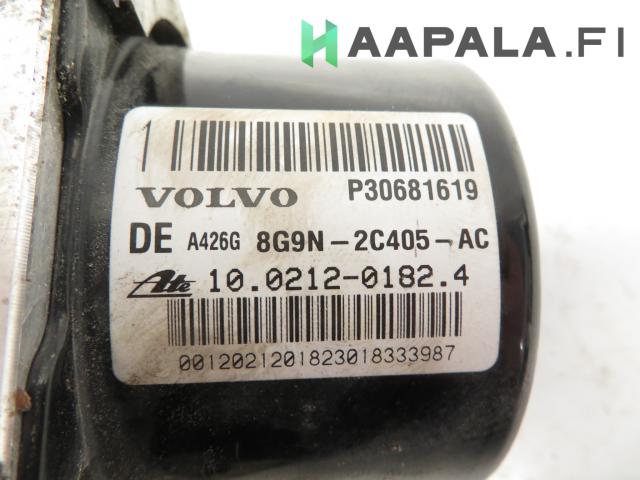 HAAPALA.FI
1
VOLVO P30681619
DE A426G 8G9N-2C405-AC
Ate 10.0212-0182.4
0012021201823018333987